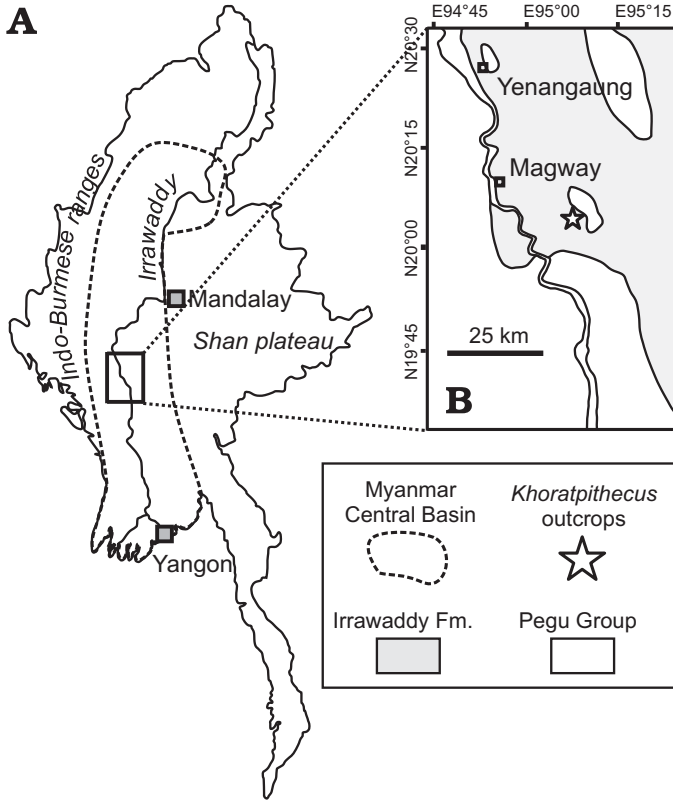 A
Indo-Burmese ranges
Irrawaddy
Mandalay
Shan plateau
Yangon
E94°45
E95°00
E95°15
N20°30
N20°15
N20°00
N19°45
Yenangaung
Magway
25 km
B
Myanmar
Central Basin
Khoratpithecus
outcrops
Irrawaddy Fm.
Pegu Group